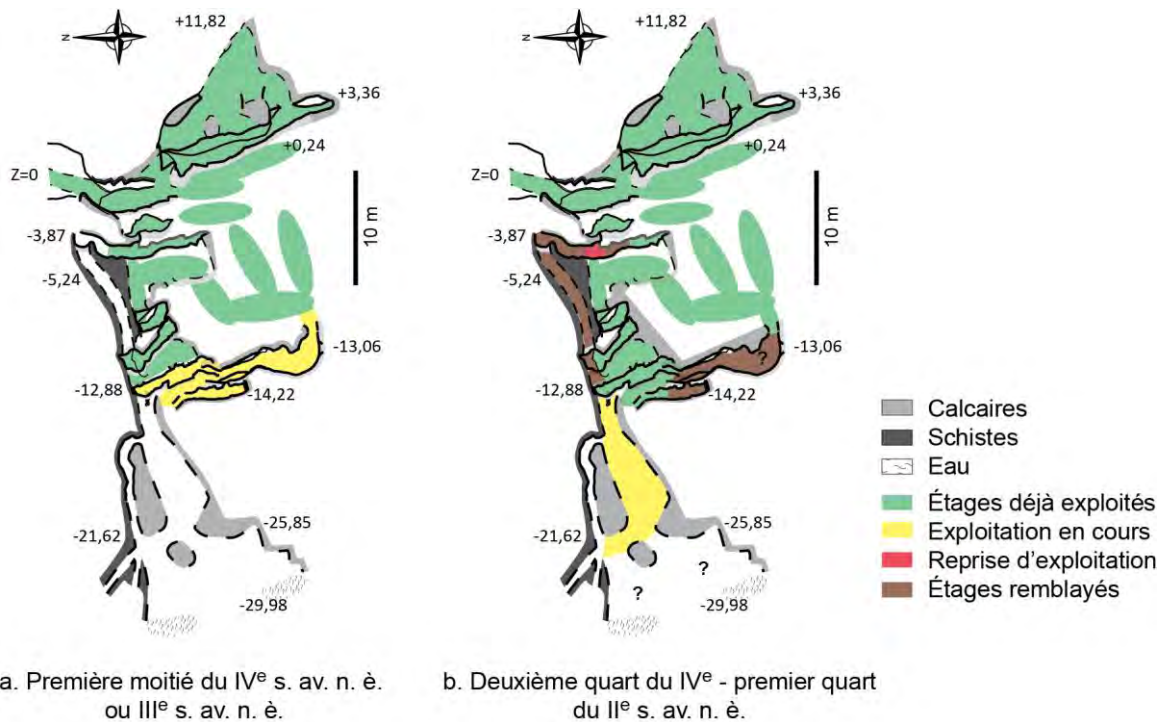 +11,82
N
+3,36
+0,24
Z=0
-3,87
-5,24
10 m
-13,06
-12,88
-14,22
-21,62
-25,85
-29,98
a. Première moitié du IVe s. av. n. è.
ou IIIe s. av. n. è.
+11,82
N
+3,36
+0,24
Z=0
-3,87
-5,24
10 m
?
-13,06
-12,88
-14,22
-21,62
-25,85
?
?
-29,98
b. Deuxième quart du IVe - premier quart
du IIe s. av. n. è.
Calcaires
Schistes
Eau
Étages déjà exploités
Exploitation en cours
Reprise d'exploitation
Étages remblayés